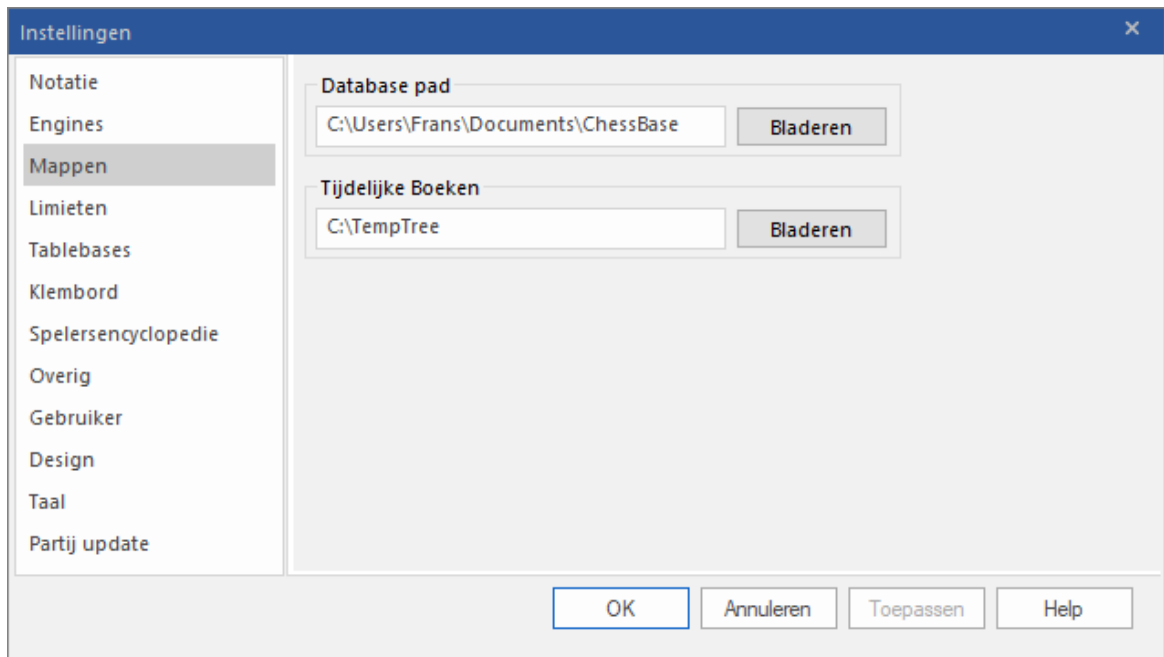 Instellingen
Notatie
Engines
Mappen
Limieten
Tablebases
Klembord
Spelersencyclopedie
Overig
Gebruiker
Design
Taal
Partij update
Database pad
C:\Users\Frans\Documents\ChessBase
Bladeren
Tijdelijke Boeken
C:\TempTree
Bladeren
OK
Annuleren
Toepassen
Help